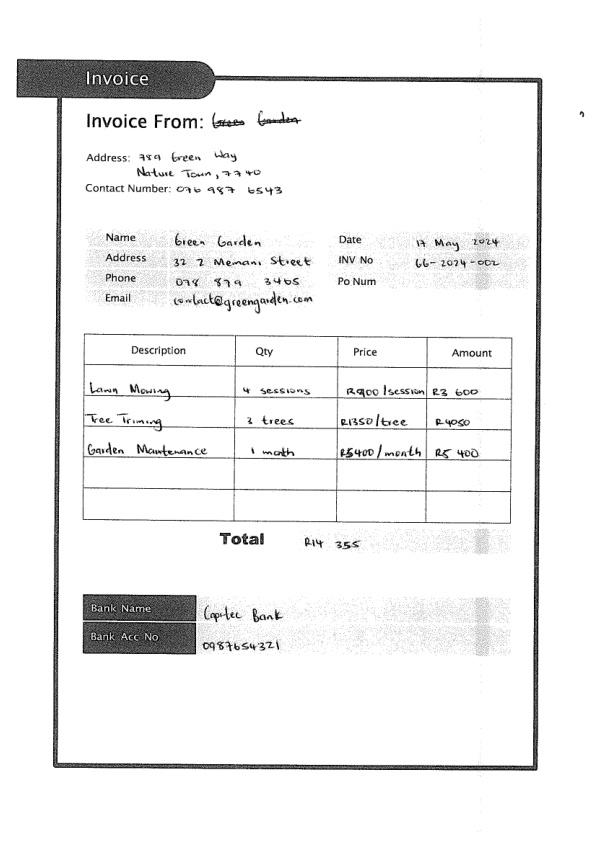 Invoice
Invoice From: Green Garden
Address: 789 Green Way
Nature Town, 7740
Contact Number: 076 987 6543
Name Green Garden Date 17 May 2024
Address 32 2 Memani Street INV No GG-2024-002
Phone 078 879 3465 Po Num
Email contact@greengarden.com
Description Qty Price Amount
Lawn Mowing 4 sessions R900/session R3 600
Tree Triming 3 trees R1350/tree R4050
Garden Maintenance 1 moth R5400/month R5 400
Total R14 355
Bank Name Capitec Bank
Bank Acc No 0987654321